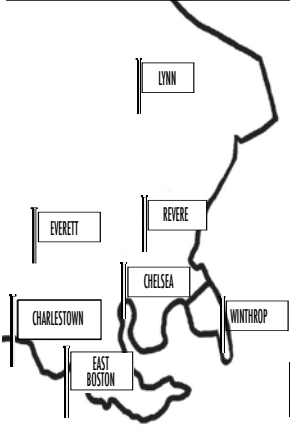 LYNN
REVERE
EVERETT
CHELSEA
CHARLESTOWN
WINTHROP
EAST
BOSTON